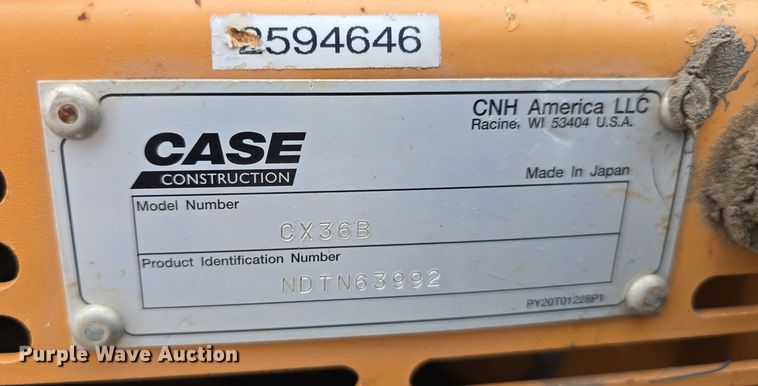 2594646
CNH America LLC
Racine, WI 53404 U.S.A.
CASE
CONSTRUCTION
Made In Japan
Model Number
CX36B
Product Identification Number
NDTN63992
PY20T01228P1
Purple Wave Auction